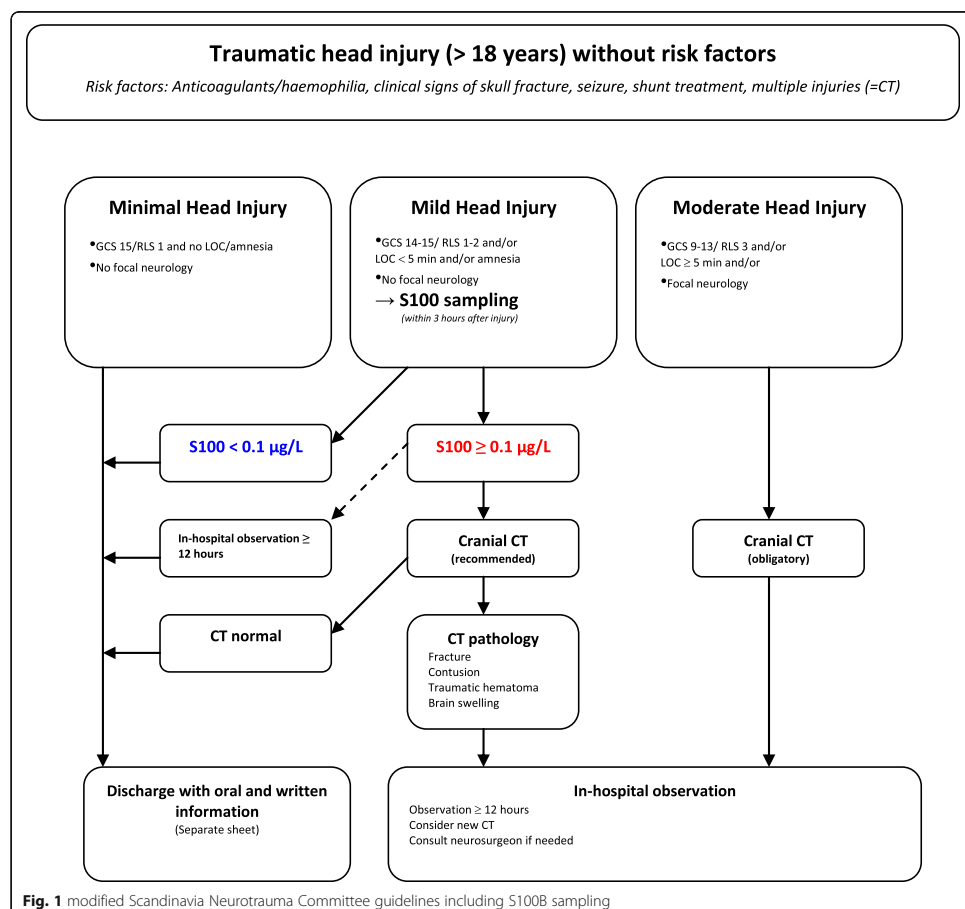 Traumatic head injury (> 18 years) without risk factors
Risk factors: Anticoagulants/haemophilia, clinical signs of skull fracture, seizure, shunt treatment, multiple injuries (=CT)
Minimal Head Injury
•GCS 15/RLS 1 and no LOC/amnesia
•No focal neurology
Mild Head Injury
•GCS 14-15/ RLS 1-2 and/or
LOC < 5 min and/or amnesia
•No focal neurology
→ S100 sampling
(within 3 hours after injury)
Moderate Head Injury
•GCS 9-13/ RLS 3 and/or
LOC ≥ 5 min and/or
•Focal neurology
S100 < 0.1 µg/L
S100 ≥ 0.1 µg/L
In-hospital observation ≥
12 hours
Cranial CT
(recommended)
Cranial CT
(obligatory)
CT normal
CT pathology
Fracture
Contusion
Traumatic hematoma
Brain swelling
Discharge with oral and written
information
(Separate sheet)
In-hospital observation
Observation ≥ 12 hours
Consider new CT
Consult neurosurgeon if needed
Fig. 1 modified Scandinavia Neurotrauma Committee guidelines including S100B sampling